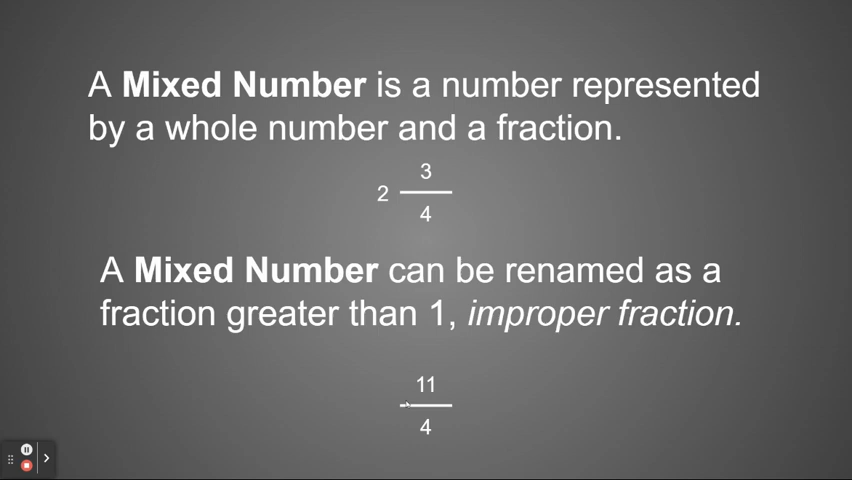 A Mixed Number is a number represented
by a whole number and a fraction.
2 3/4
A Mixed Number can be renamed as a
fraction greater than 1, improper fraction.
11/4